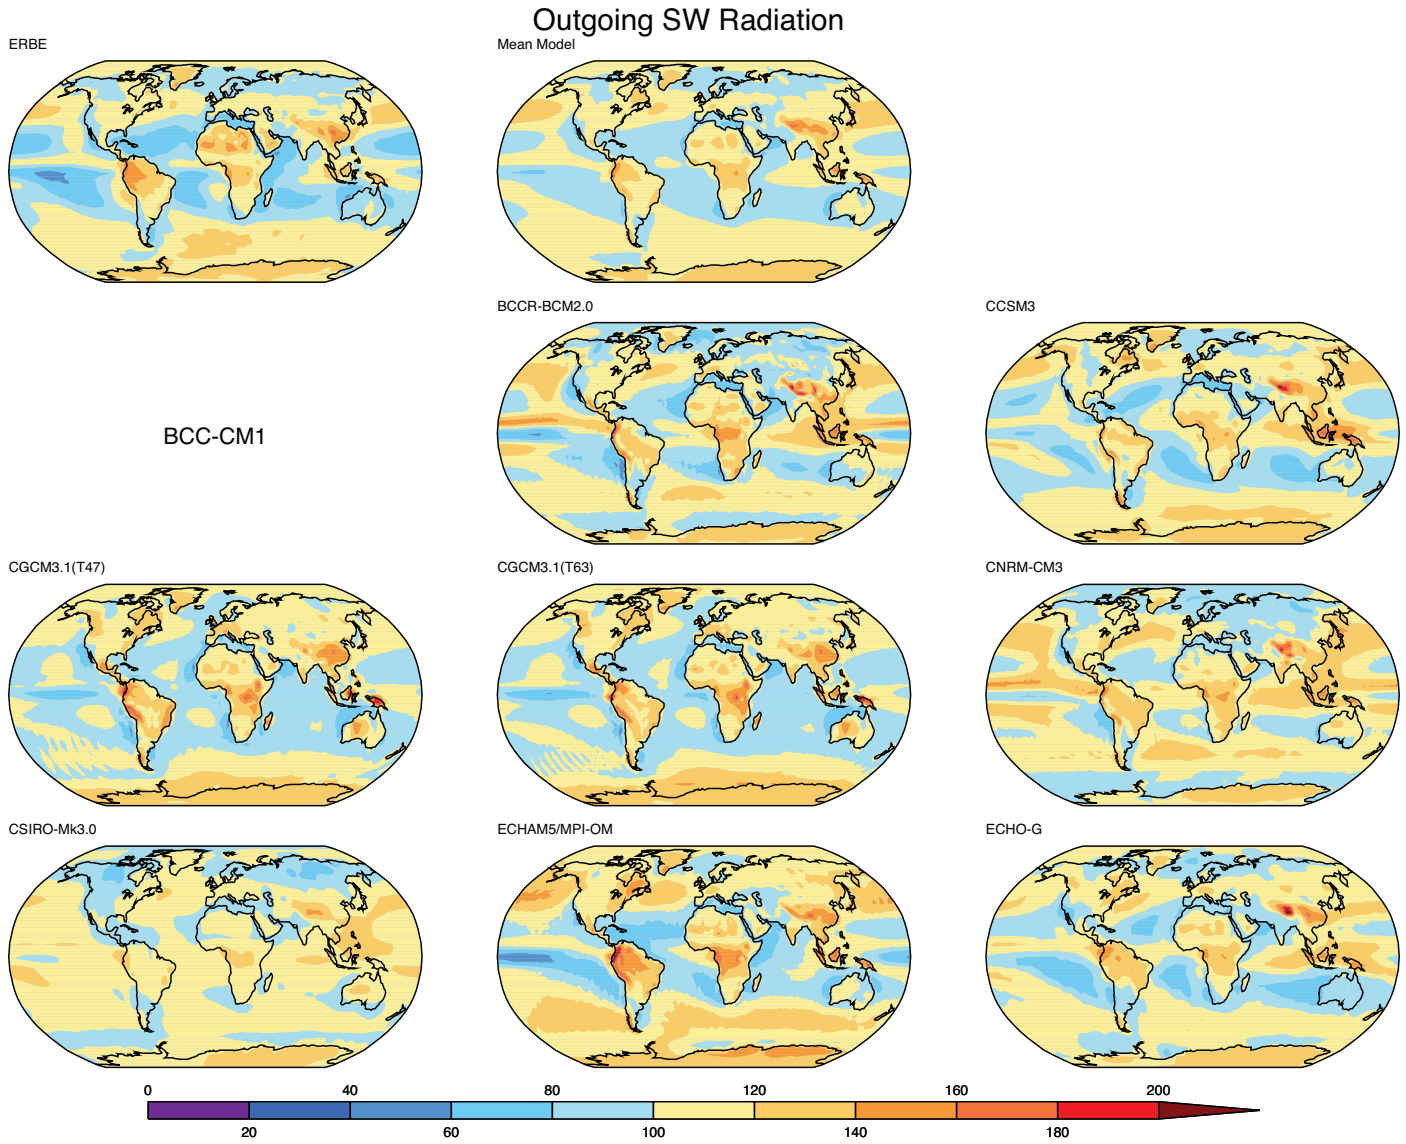 Outgoing SW Radiation
ERBE
Mean Model
BCCR-BCM2.0
CCSM3
BCC-CM1
CGCM3.1(T47)
CGCM3.1(T63)
CNRM-CM3
CSIRO-Mk3.0
ECHAM5/MPI-OM
ECHO-G
0 40 80 120 160 200
20 60 100 140 180